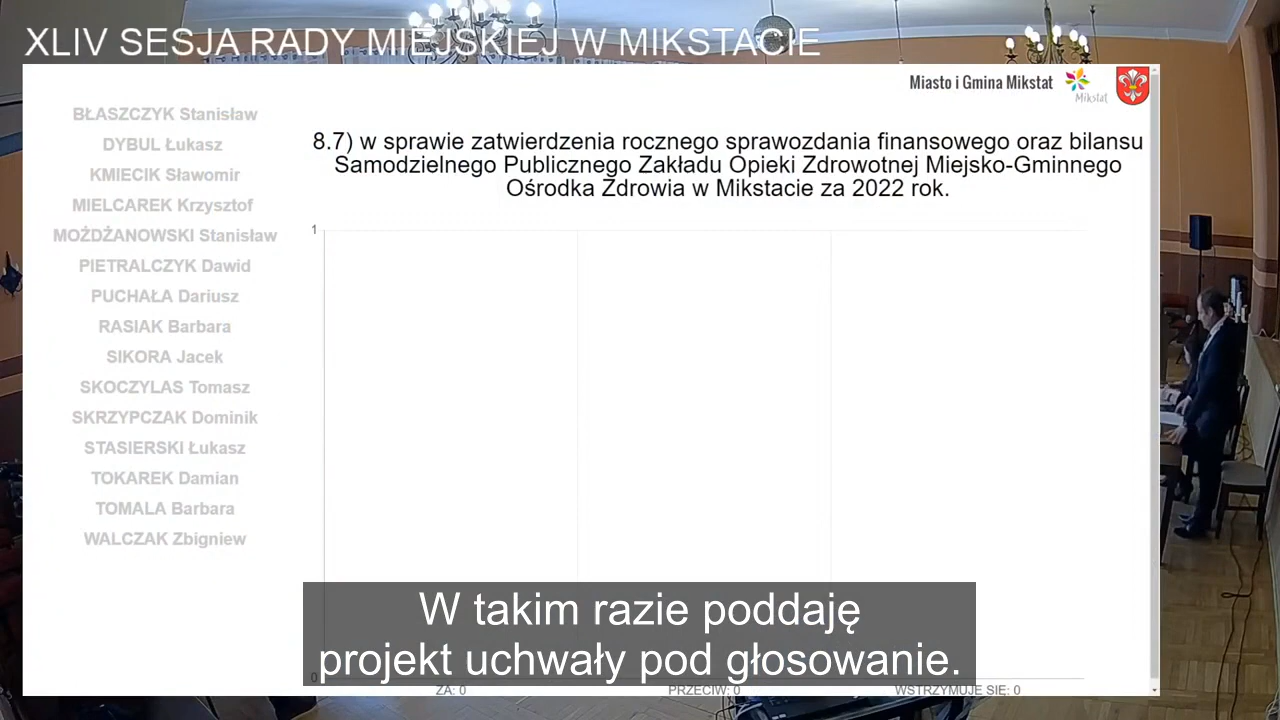 XLIV SESJA RADY MIEJSKIEJ W MIKSTACIE
Miasto i Gmina Mikstat
Mikstat
BŁASZCZYK Stanisław
DYBUL Łukasz
KMIECIK Sławomir
MIELCAREK Krzysztof
MOŻDŻANOWSKI Stanisław
PIETRALCZYK Dawid
PUCHAŁA Dariusz
RASIAK Barbara
SIKORA Jacek
SKOCZYLAS Tomasz
SKRZYPCZAK Dominik
STASIERSKI Łukasz
TOKAREK Damian
TOMALA Barbara
WALCZAK Zbigniew
8.7) w sprawie zatwierdzenia rocznego sprawozdania finansowego oraz bilansu
Samodzielnego Publicznego Zakładu Opieki Zdrowotnej Miejsko-Gminnego
Ośrodka Zdrowia w Mikstacie za 2022 rok.
1
W takim razie poddaję
projekt uchwały pod głosowanie.
0
ZA: 0 PRZECIW: 0 WSTRZYMUJE SIĘ: 0